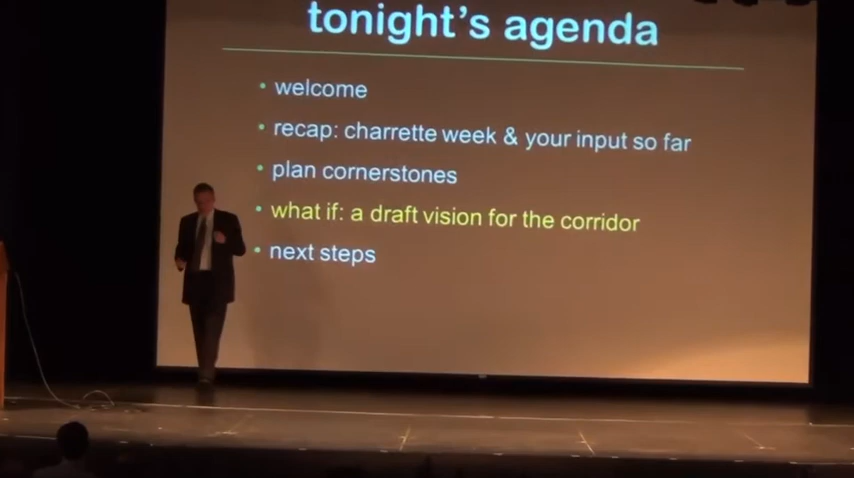 tonight's agenda
• welcome
• recap: charrette week & your input so far
• plan cornerstones
• what if: a draft vision for the corridor
• next steps